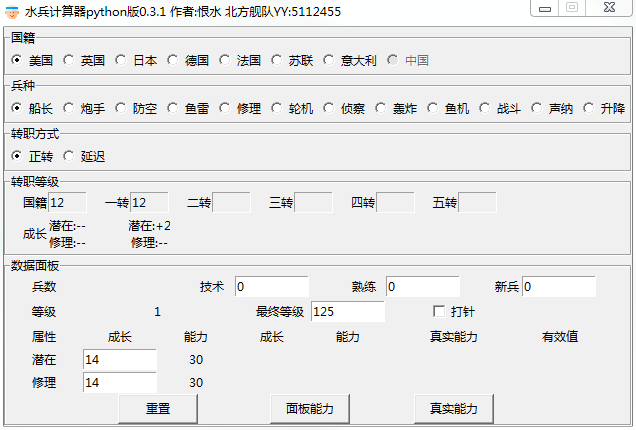 水兵计算器python版0.3.1 作者:恨水 北方舰队YY:5112455
国籍
美国 英国 日本 德国 法国 苏联 意大利 中国
兵种
船长 炮手 防空 鱼雷 修理 轮机 侦察 轰炸 鱼机 战斗 声纳 升降
转职方式
正转 延迟
转职等级
国籍 12 一转 12 二转 三转 四转 五转
成长 潜在:-- 潜在:+2
修理:-- 修理:--
数据面板
兵数 技术 0 熟练 0 新兵 0
等级 1 最终等级 125 打针
属性 成长 能力 成长 能力 真实能力 有效值
潜在 14 30
修理 14 30
重置 面板能力 真实能力